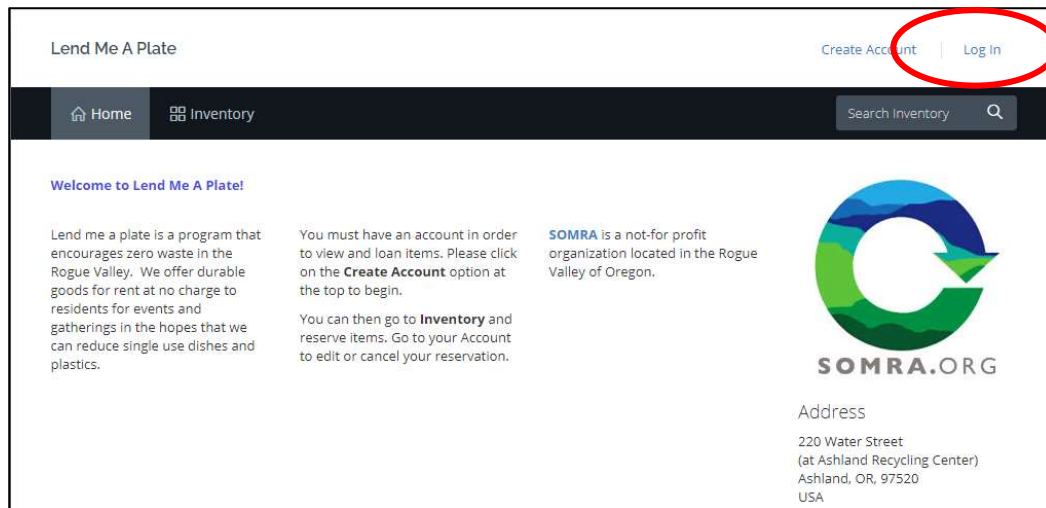 Lend Me A Plate
Create Account | Log In
Home
Inventory
Search Inventory
Welcome to Lend Me A Plate!
Lend me a plate is a program that
encourages zero waste in the
Rogue Valley. We offer durable
goods for rent at no charge to
residents for events and
gatherings in the hopes that we
can reduce single use dishes and
plastics.
You must have an account in order
to view and loan items. Please click
on the Create Account option at
the top to begin.
You can then go to Inventory and
reserve items. Go to your Account
to edit or cancel your reservation.
SOMRA is a not-for profit
organization located in the Rogue
Valley of Oregon.
SOMRA.ORG
Address
220 Water Street
(at Ashland Recycling Center)
Ashland, OR, 97520
USA